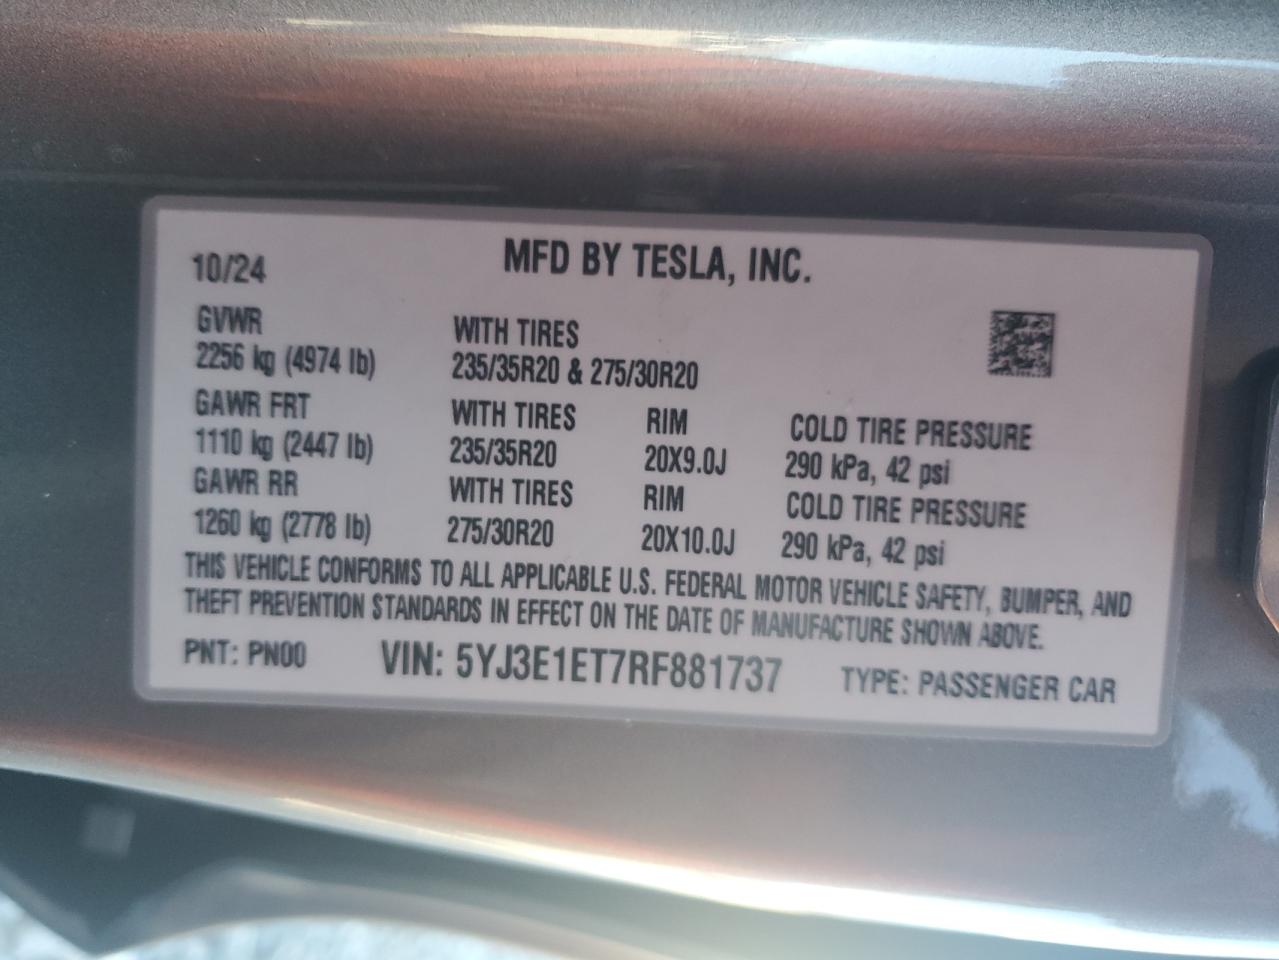 MFD BY TESLA, INC.
10/24
GVWR
2256 kg (4974 lb)
WITH TIRES
235/35R20 & 275/30R20
GAWR FRT
1110 kg (2447 lb)
WITH TIRES
235/35R20
RIM
20X9.0J
COLD TIRE PRESSURE
290 kPa, 42 psi
GAWR RR
1260 kg (2778 lb)
WITH TIRES
275/30R20
RIM
20X10.0J
COLD TIRE PRESSURE
290 kPa, 42 psi
THIS VEHICLE CONFORMS TO ALL APPLICABLE U.S. FEDERAL MOTOR VEHICLE SAFETY, BUMPER, AND
THEFT PREVENTION STANDARDS IN EFFECT ON THE DATE OF MANUFACTURE SHOWN ABOVE.
PNT: PN00
VIN: 5YJ3E1ET7RF881737
TYPE: PASSENGER CAR